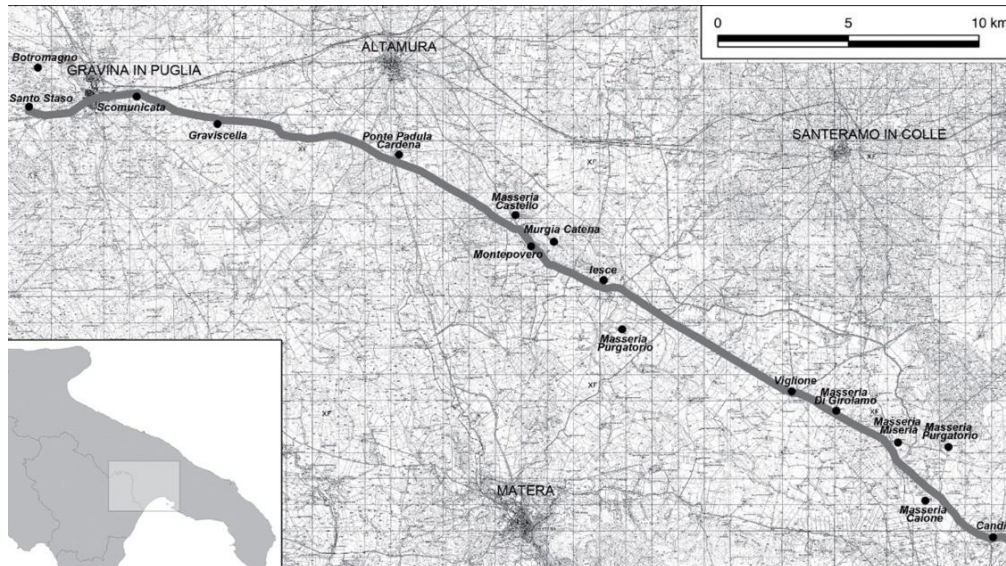 0 5 10 km
ALTAMURA
Botromagno
GRAVINA IN PUGLIA
Santo Staso
Scomunicata
Graviscella
Ponte Padula
Cardena
SANTERAMO IN COLLE
Masseria
Castello
Murgia Catena
Montepovero
Iesce
Masseria
Purgatorio
Viglione
Masseria
Di Girolamo
Masseria
Miseria
Masseria
Purgatorio
MATERA
Masseria
Caione
Candi